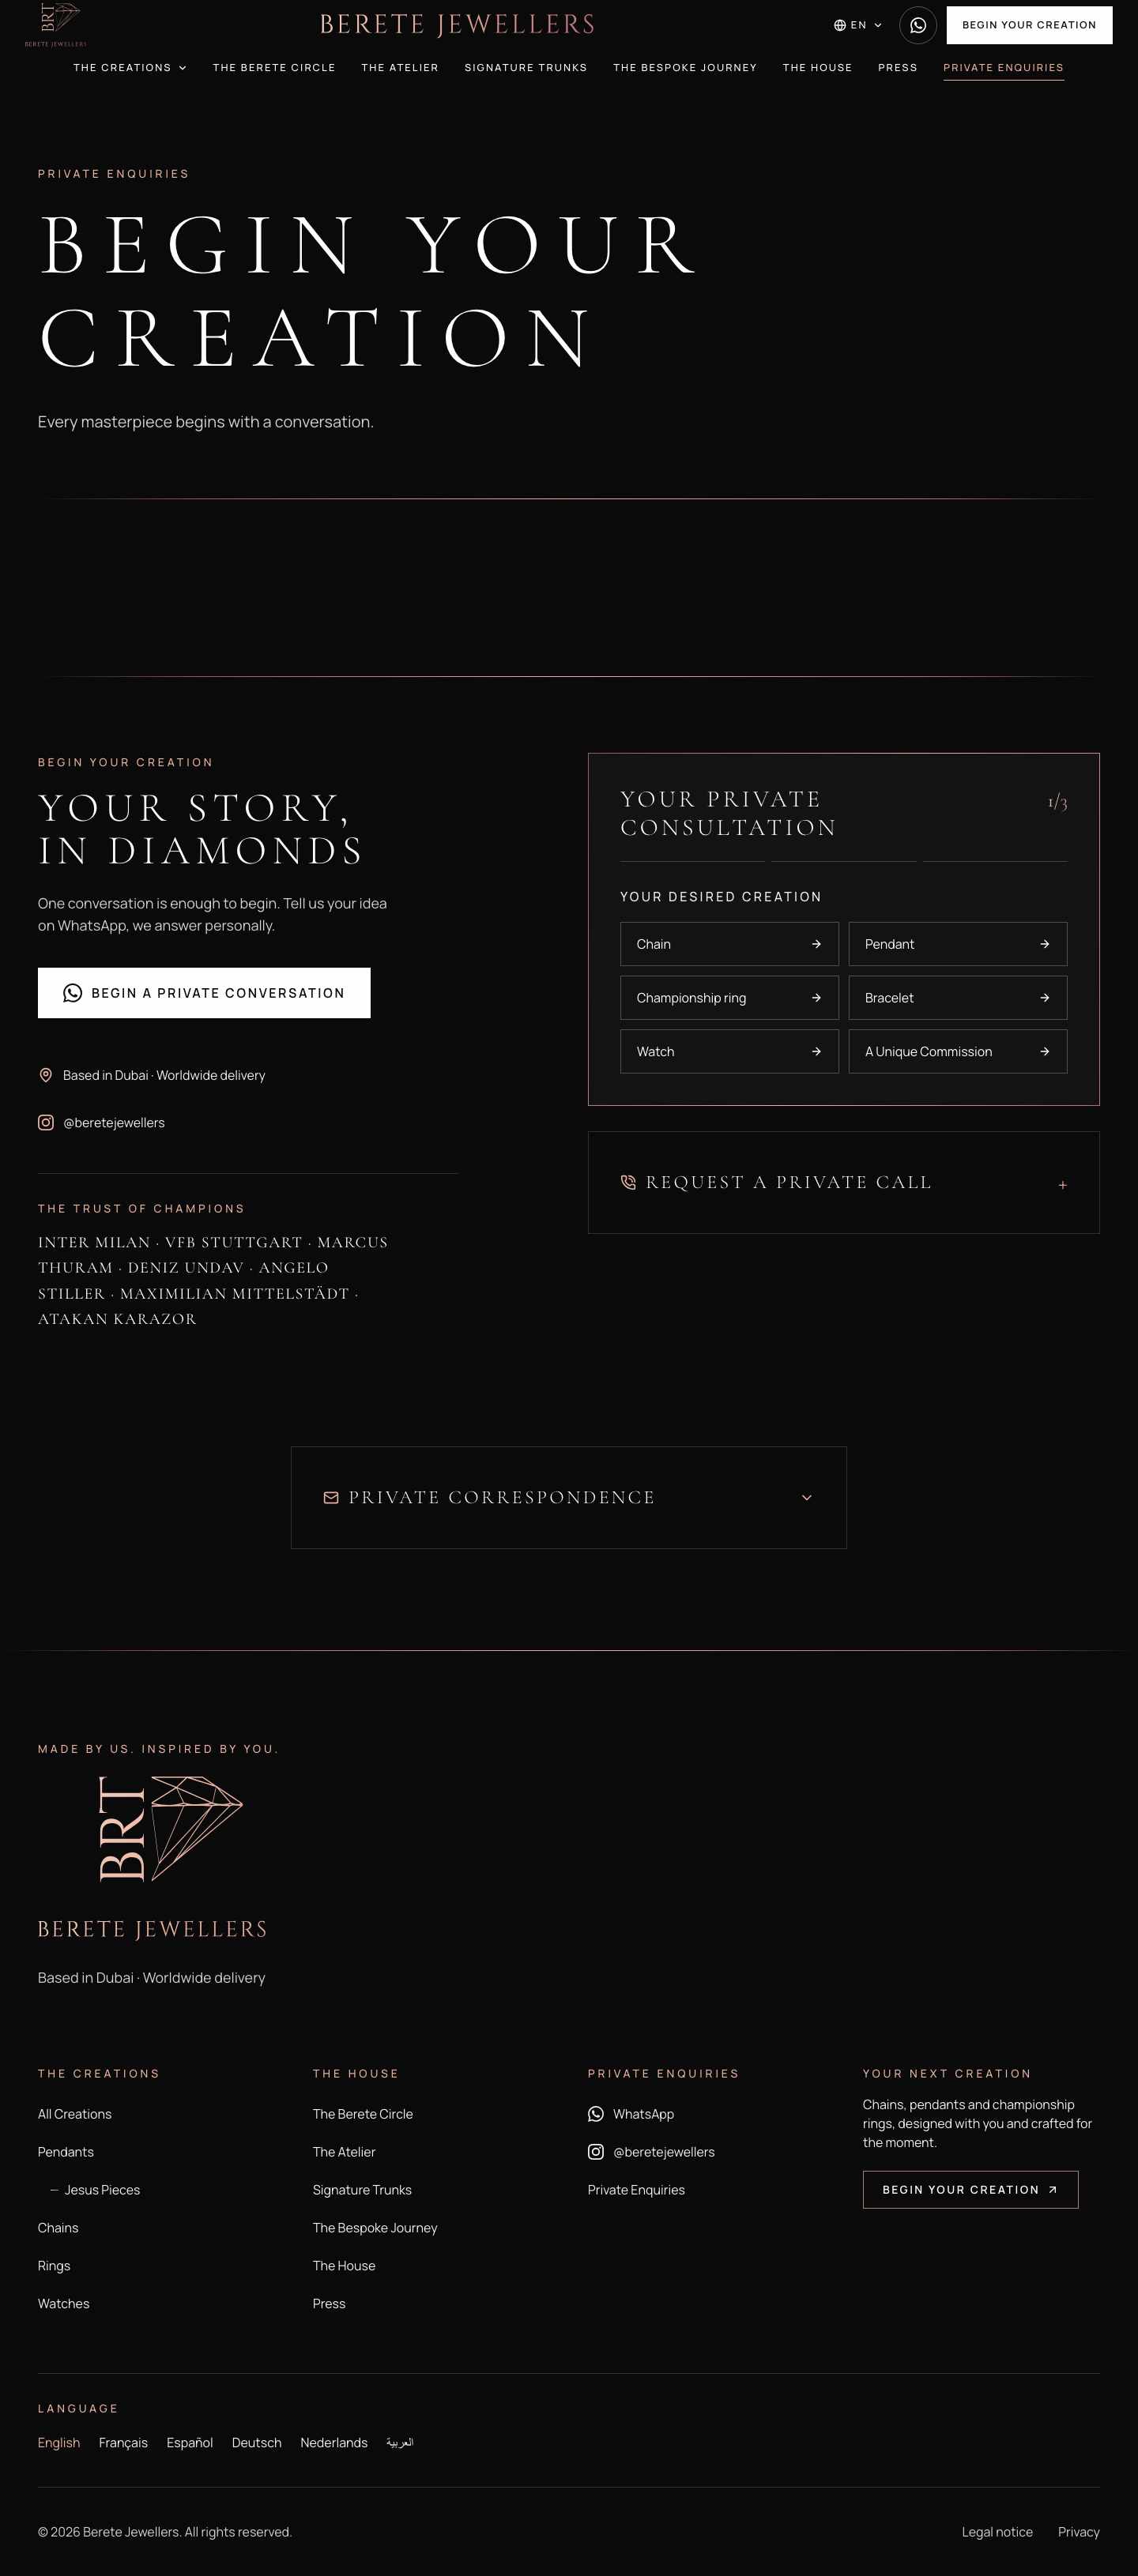 BRT
BERETE JEWELLERS
BERETE JEWELLERS
EN
BEGIN YOUR CREATION
THE CREATIONS
THE BERETE CIRCLE
THE ATELIER
SIGNATURE TRUNKS
THE BESPOKE JOURNEY
THE HOUSE
PRESS
PRIVATE ENQUIRIES
PRIVATE ENQUIRIES
BEGIN YOUR
CREATION
Every masterpiece begins with a conversation.
BEGIN YOUR CREATION
YOUR STORY,
IN DIAMONDS
One conversation is enough to begin. Tell us your idea
on WhatsApp, we answer personally.
BEGIN A PRIVATE CONVERSATION
Based in Dubai · Worldwide delivery
@beretejewellers
THE TRUST OF CHAMPIONS
INTER MILAN · VFB STUTTGART · MARCUS
THURAM · DENIZ UNDAV · ANGELO
STILLER · MAXIMILIAN MITTELSTÄDT ·
ATAKAN KARAZOR
YOUR PRIVATE
CONSULTATION
1/3
YOUR DESIRED CREATION
Chain
Pendant
Championship ring
Bracelet
Watch
A Unique Commission
REQUEST A PRIVATE CALL
+
PRIVATE CORRESPONDENCE
MADE BY US. INSPIRED BY YOU.
BRT
BERETE JEWELLERS
Based in Dubai · Worldwide delivery
THE CREATIONS
All Creations
Pendants
— Jesus Pieces
Chains
Rings
Watches
THE HOUSE
The Berete Circle
The Atelier
Signature Trunks
The Bespoke Journey
The House
Press
PRIVATE ENQUIRIES
WhatsApp
@beretejewellers
Private Enquiries
YOUR NEXT CREATION
Chains, pendants and championship
rings, designed with you and crafted for
the moment.
BEGIN YOUR CREATION
LANGUAGE
English Français Español Deutsch Nederlands العربية
© 2026 Berete Jewellers. All rights reserved.
Legal notice
Privacy